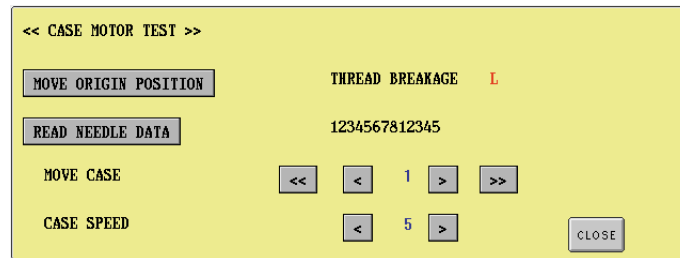 << CASE MOTOR TEST >>
MOVE ORIGIN POSITION THREAD BREAKAGE L
READ NEEDLE DATA 1234567812345
MOVE CASE << < 1 > >>
CASE SPEED < 5 >
CLOSE